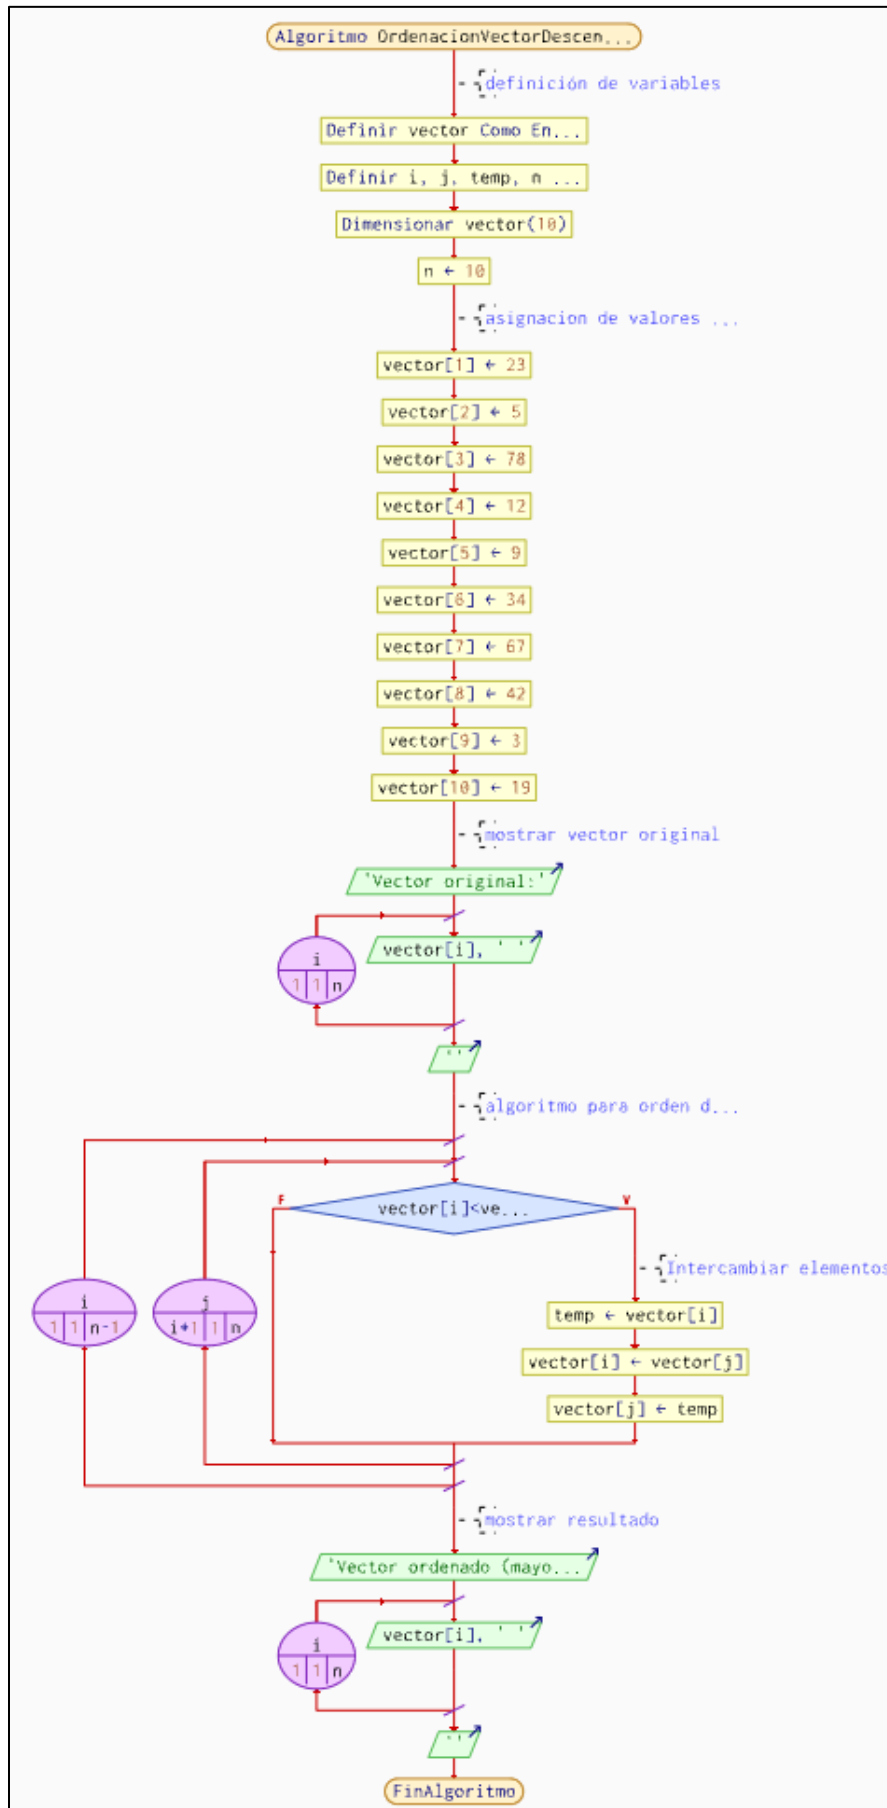 Algoritmo OrdenacionVectorDescen...
definición de variables
Definir vector Como En...
Definir i, j, temp, n ...
Dimensionar vector(10)
n ← 10
asignacion de valores ...
vector[1] ← 23
vector[2] ← 5
vector[3] ← 78
vector[4] ← 12
vector[5] ← 9
vector[6] ← 34
vector[7] ← 67
vector[8] ← 42
vector[9] ← 3
vector[10] ← 19
mostrar vector original
'Vector original:'
vector[i], ' '
i
1 1 n
''
algoritmo para orden d...
F
V
vector[i]<ve...
Intercambiar elementos
i
1 1 n-1
j
i+1 1 n
temp ← vector[i]
vector[i] ← vector[j]
vector[j] ← temp
mostrar resultado
'Vector ordenado (mayo...
vector[i], ' '
i
1 1 n
''
FinAlgoritmo